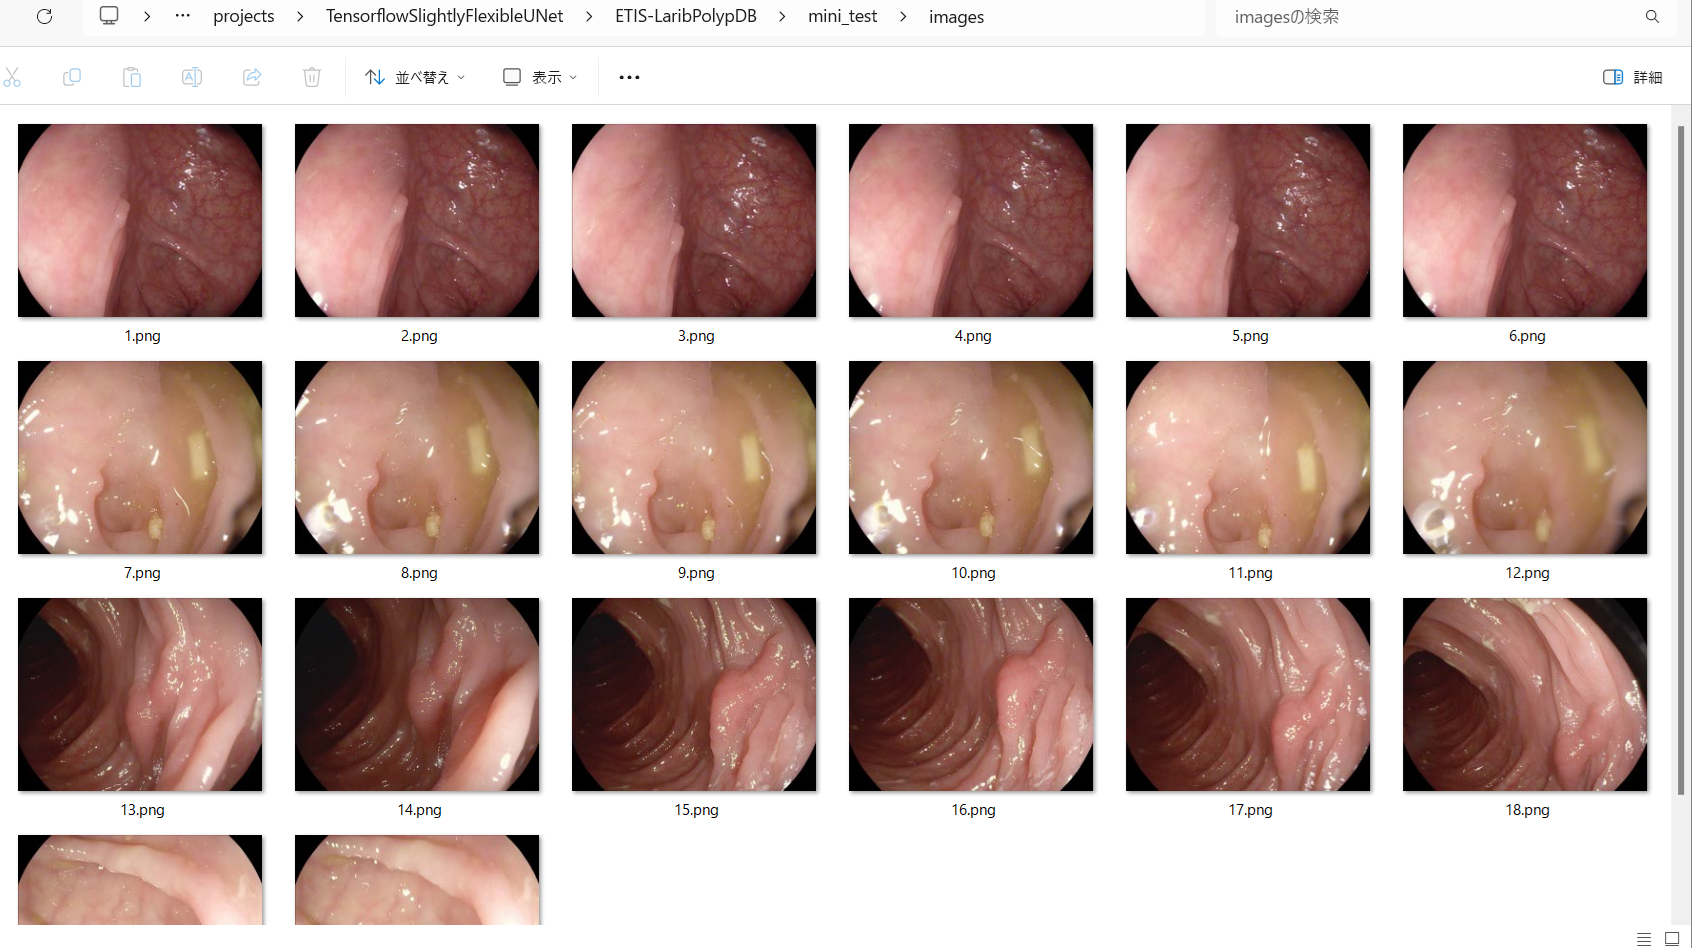 projects > TensorflowSlightlyFlexibleUNet > ETIS-LaribPolypDB > mini_test > images
imagesの検索
並べ替え
表示
詳細
1.png
2.png
3.png
4.png
5.png
6.png
7.png
8.png
9.png
10.png
11.png
12.png
13.png
14.png
15.png
16.png
17.png
18.png